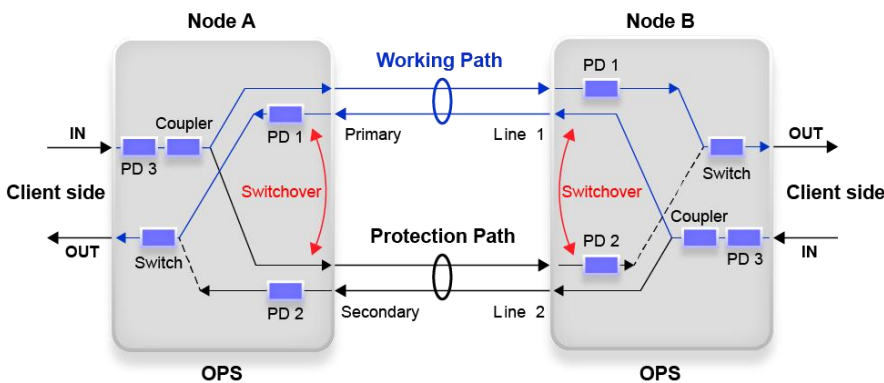 Node A
Node B
Working Path
PD 1
Coupler
IN
PD 1
Primary
Line 1
OUT
PD 3
Switch
Client side
Switchover
Switchover
Client side
Coupler
Protection Path
PD 2
OUT
Switch
PD 3
IN
PD 2
Secondary
Line 2
OPS
OPS